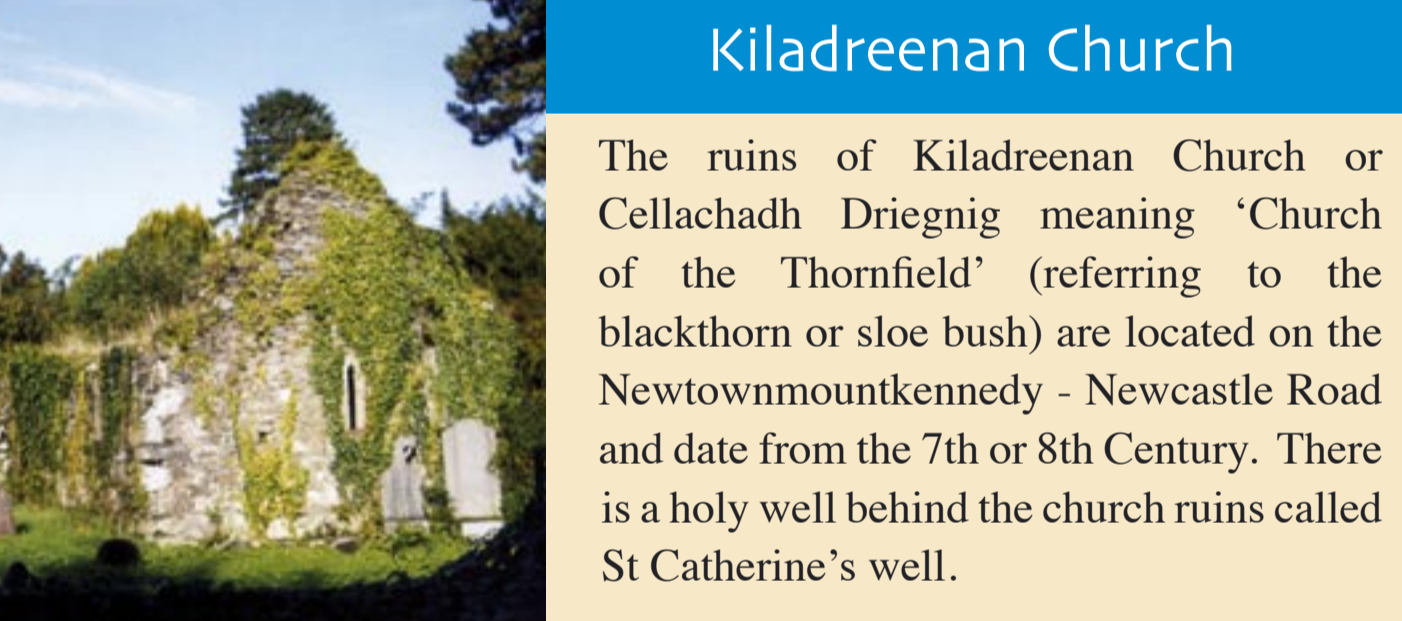 Kiladreenan Church
The ruins of Kiladreenan Church or
Cellachadh Driegnig meaning ‘Church
of the Thornfield’ (referring to the
blackthorn or sloe bush) are located on the
Newtownmountkennedy - Newcastle Road
and date from the 7th or 8th Century. There
is a holy well behind the church ruins called
St Catherine’s well.